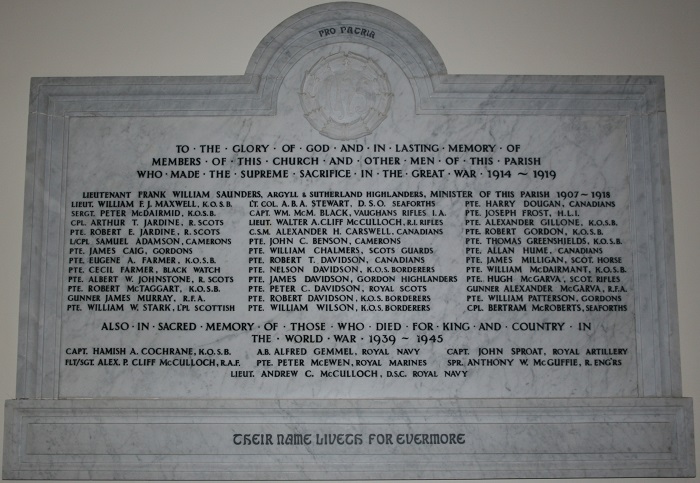 PRO PATRIA
TO · THE · GLORY · OF · GOD · AND · IN · LASTING · MEMORY · OF
MEMBERS · OF · THIS · CHURCH · AND · OTHER · MEN · OF · THIS · PARISH
WHO · MADE · THE · SUPREME · SACRIFICE · IN · THE · GREAT · WAR · 1914 ~ 1919
LIEUTENANT FRANK WILLIAM SAUNDERS, ARGYLL & SUTHERLAND HIGHLANDERS, MINISTER OF THIS PARISH 1907~1918
LIEUT. WILLIAM F. J. MAXWELL, K.O.S.B.
SERGT. PETER McDAIRMID, K.O.S.B.
CPL. ARTHUR T. JARDINE, R. SCOTS
PTE. ROBERT E. JARDINE, R. SCOTS
L/CPL SAMUEL ADAMSON, CAMERONS
PTE. JAMES CAIG, GORDONS
PTE. EUGENE A. FARMER, K.O.S.B.
PTE. CECIL FARMER, BLACK WATCH
PTE. ALBERT W. JOHNSTONE, R. SCOTS
PTE. ROBERT McTAGGART, K.O.S.B.
GUNNER JAMES MURRAY, R.F.A.
PTE. WILLIAM W. STARK, L'PL SCOTTISH
LT. COL. A.B.A. STEWART, D.S.O. SEAFORTHS
CAPT. WM. McM. BLACK, VAUGHANS RIFLES, I.A.
LIEUT. WALTER A. CLIFF McCULLOCH, R.I. RIFLES
C.S.M. ALEXANDER H. CARSWELL, CANADIANS
PTE. JOHN C. BENSON, CAMERONS
PTE. WILLIAM CHALMERS, SCOTS GUARDS
PTE. ROBERT T. DAVIDSON, CANADIANS
PTE. NELSON DAVIDSON, K.O.S. BORDERERS
PTE. JAMES DAVIDSON, GORDON HIGHLANDERS
PTE. PETER C. DAVIDSON, ROYAL SCOTS
PTE. ROBERT DAVIDSON, K.O.S. BORDERERS
PTE. WILLIAM WILSON, K.O.S. BORDERERS
PTE. HARRY DOUGAN, CANADIANS
PTE. JOSEPH FROST, H.L.I.
PTE. ALEXANDER GILLONE, K.O.S.B.
PTE. ROBERT GORDON, K.O.S.B.
PTE. THOMAS GREENSHIELDS, K.O.S.B.
PTE. ALLAN HUME, CANADIANS
PTE. JAMES MILLIGAN, SCOT. HORSE
PTE. WILLIAM McDAIRMANT, K.O.S.B.
PTE. HUGH McGARVA, SCOT. RIFLES
GUNNER ALEXANDER McGARVA, R.F.A.
PTE. WILLIAM PATTERSON, GORDONS
CPL. BERTRAM McROBERTS, SEAFORTHS
ALSO · IN · SACRED · MEMORY · OF · THOSE · WHO · DIED · FOR · KING · AND · COUNTRY · IN
THE · WORLD · WAR · 1939 ~ 1945
CAPT. HAMISH A. COCHRANE, K.O.S.B. A.B. ALFRED GEMMEL, ROYAL NAVY CAPT. JOHN SPROAT, ROYAL ARTILLERY
FLT/SGT. ALEX. P. CLIFF McCULLOCH, R.A.F. PTE. PETER McEWEN, ROYAL MARINES SPR. ANTHONY W. McGUFFIE, R. ENG'RS
LIEUT. ANDREW C. McCULLOCH, D.S.C. ROYAL NAVY
THEIR NAME LIVETH FOR EVERMORE